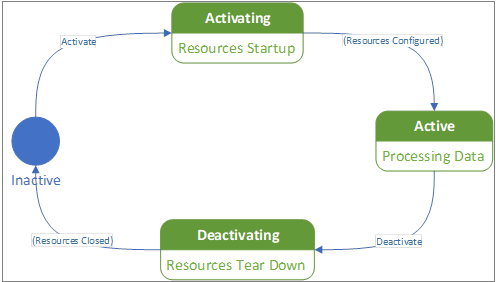 Activating
Resources Startup
Activate
(Resources Configured)
Active
Processing Data
Inactive
Deactivating
Resources Tear Down
(Resources Closed)
Deactivate